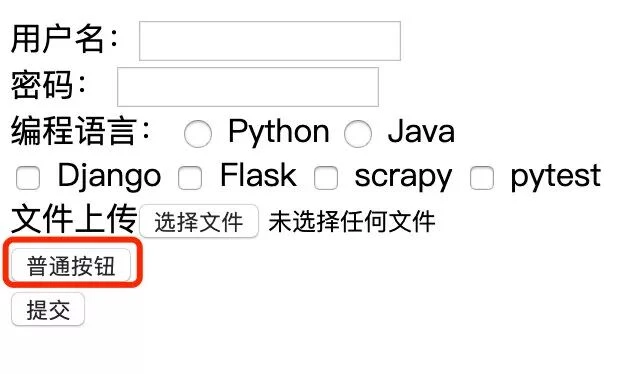 用户名：
密码：
编程语言： Python Java
Django Flask scrapy pytest
文件上传 选择文件 未选择任何文件
普通按钮
提交